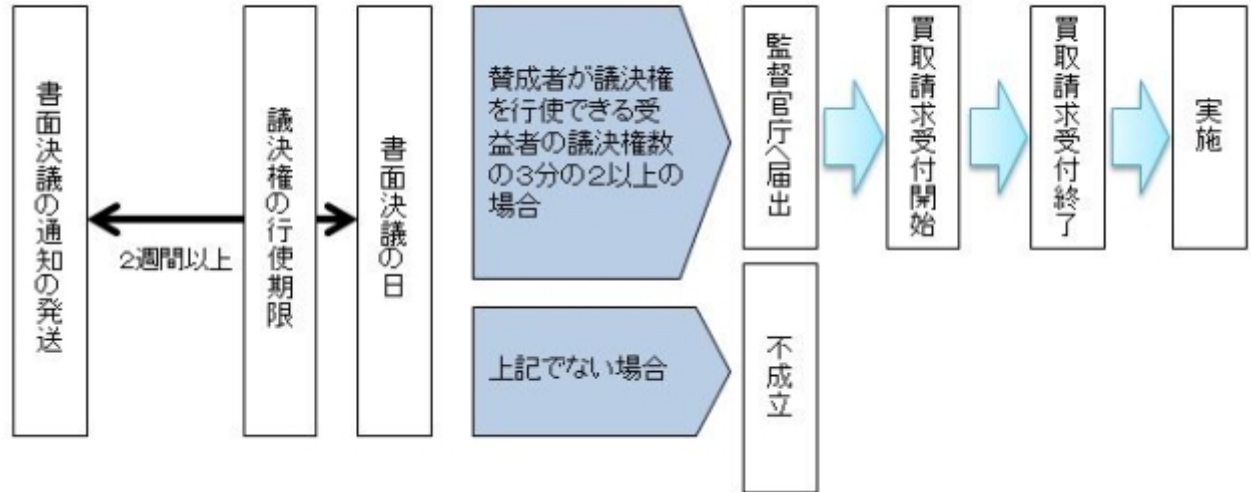 書面決議の通知の発送
2週間以上
議決権の行使期限
書面決議の日
賛成者が議決権
を行使できる受
益者の議決権数
の3分の2以上の
場合
監督官庁へ届出
買取請求受付開始
買取請求受付終了
実施
上記でない場合
不成立